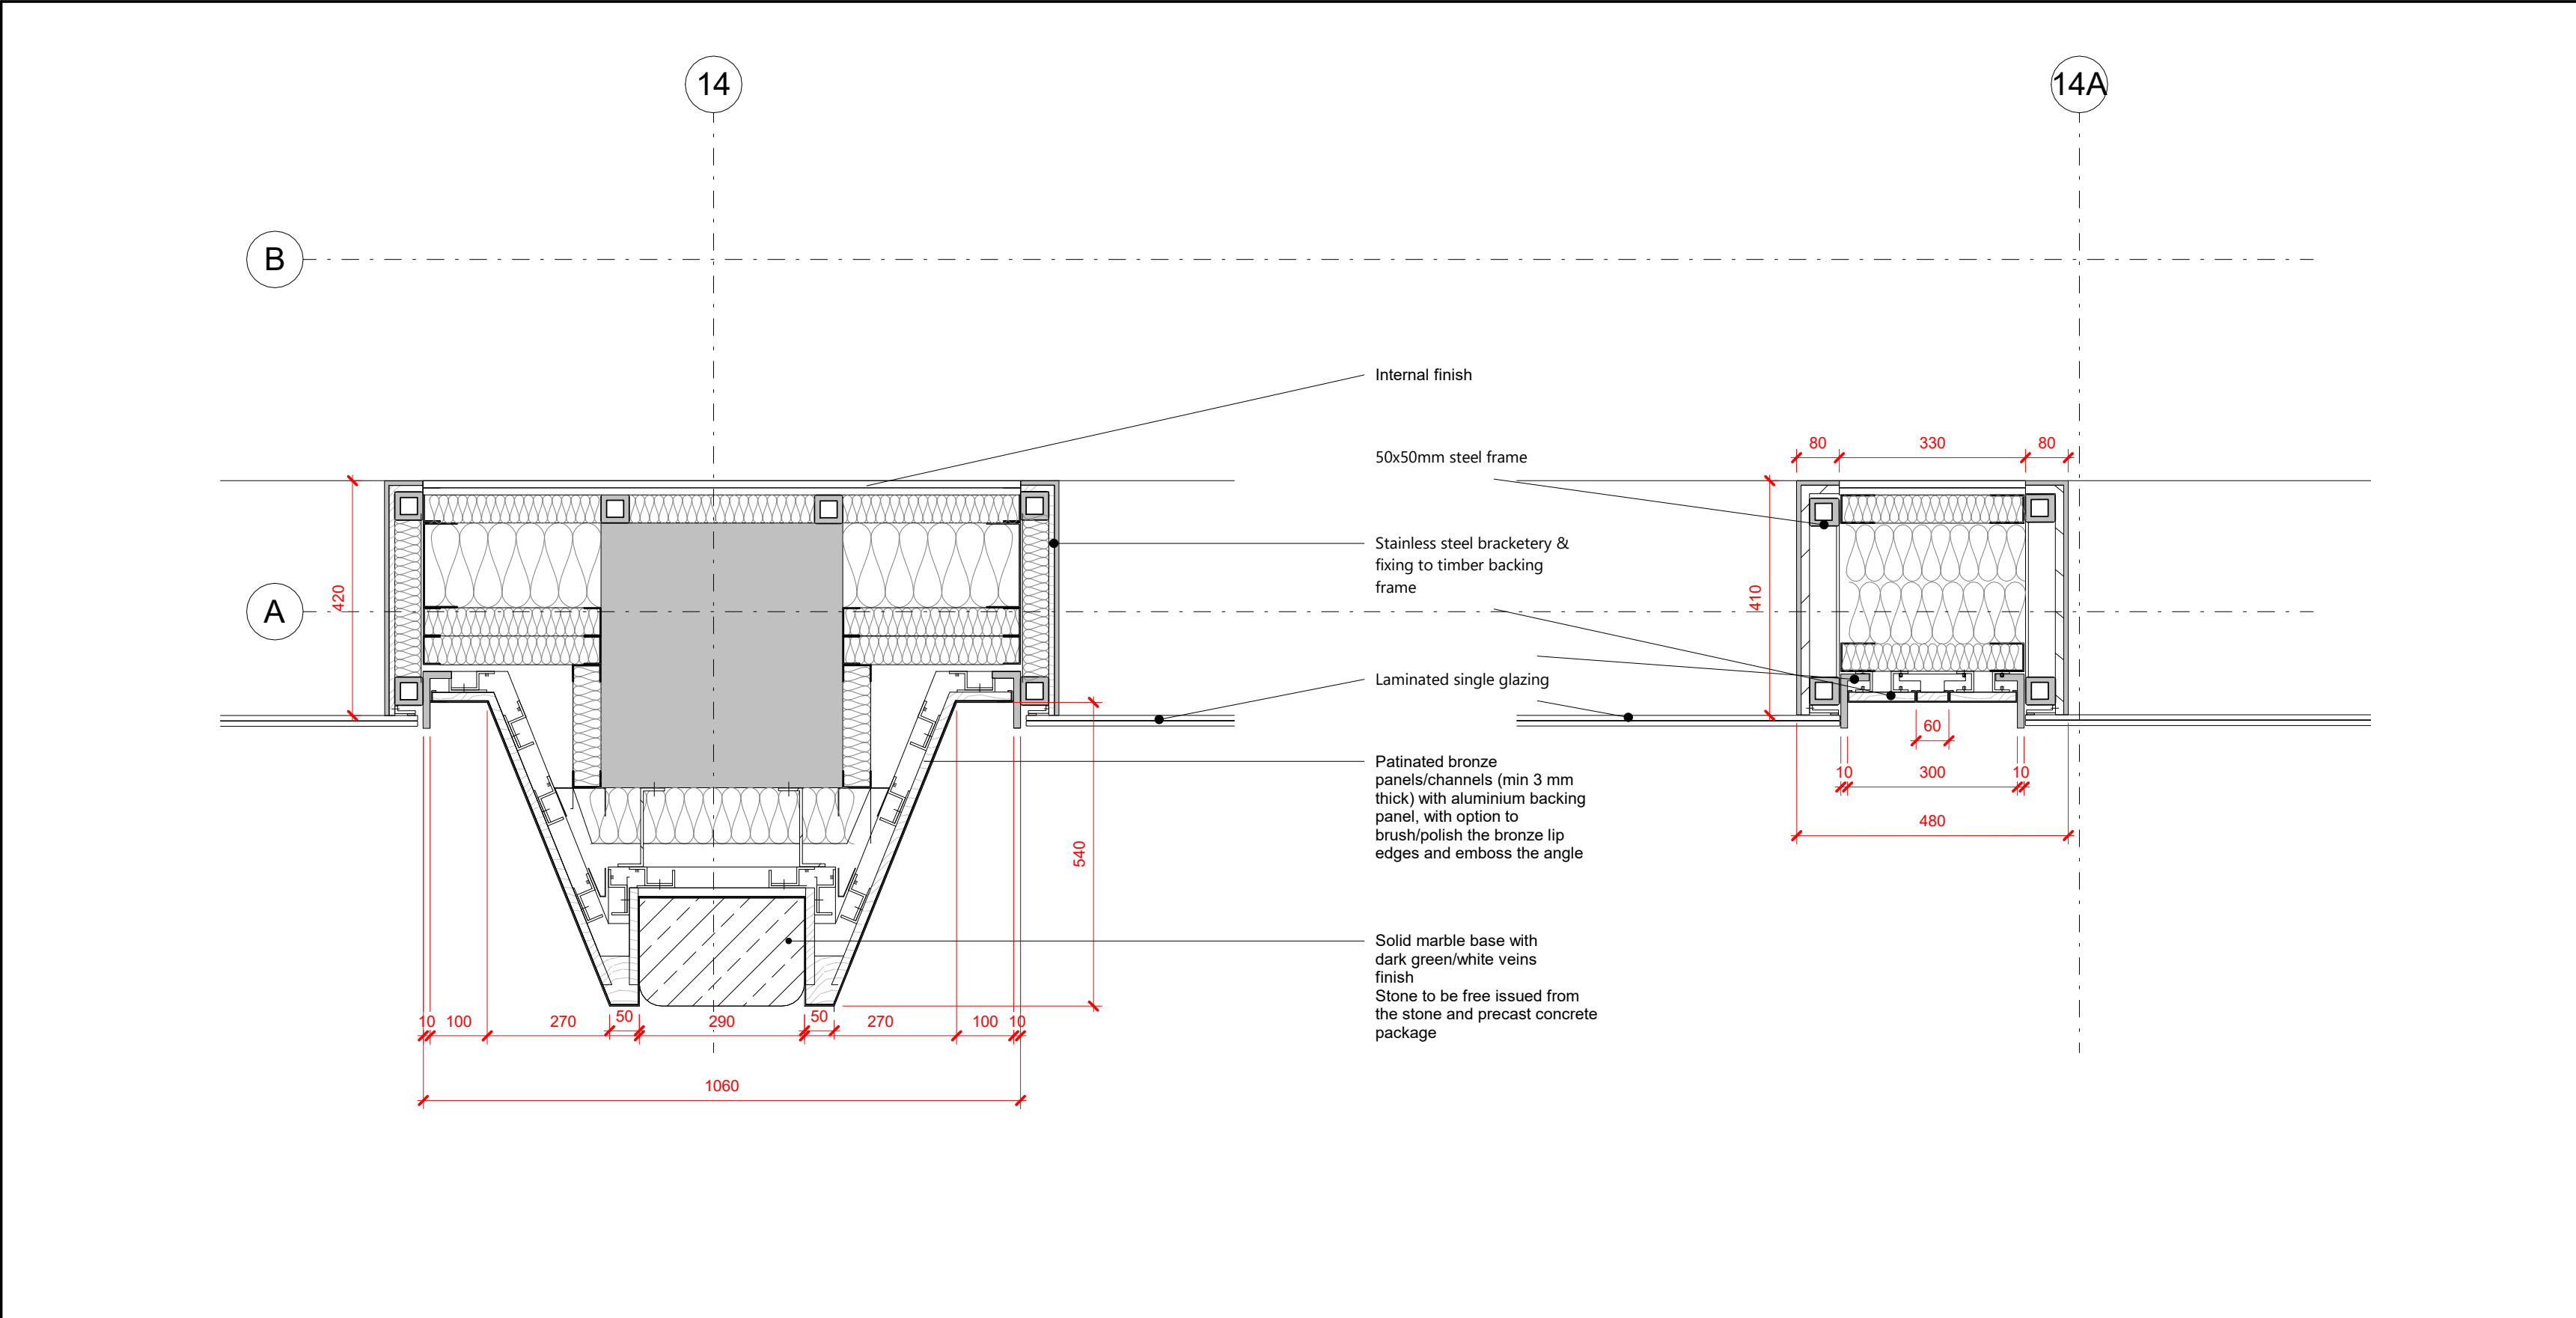 14
14A
B
Internal finish
80
330
80
50x50mm steel frame
Stainless steel bracketery &
fixing to timber backing
frame
420
410
A
Laminated single glazing
60
Patinated bronze
panels/channels (min 3 mm
thick) with aluminium backing
panel, with option to
brush/polish the bronze lip
edges and emboss the angle
10
300
10
480
540
Solid marble base with
dark green/white veins
finish
Stone to be free issued from
the stone and precast concrete
package
10
100
270
50
290
50
270
100
10
1060